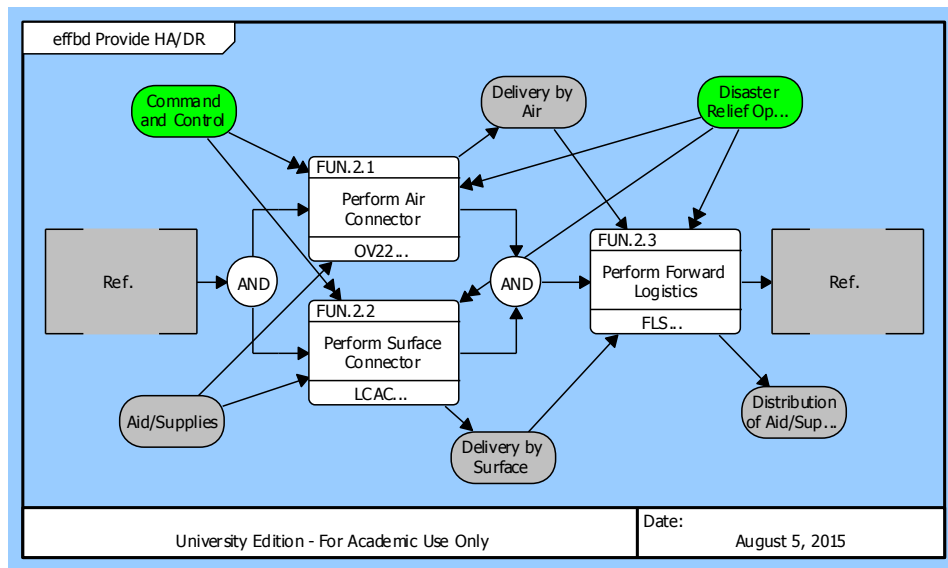 effbd Provide HA/DR
Command
and Control
Delivery by
Air
Disaster
Relief Op...
FUN.2.1
Perform Air
Connector
OV22...
Ref.
AND
AND
FUN.2.3
Perform Forward
Logistics
FLS...
Ref.
FUN.2.2
Perform Surface
Connector
LCAC...
Aid/Supplies
Delivery by
Surface
Distribution
of Aid/Sup...
University Edition - For Academic Use Only
Date:
August 5, 2015